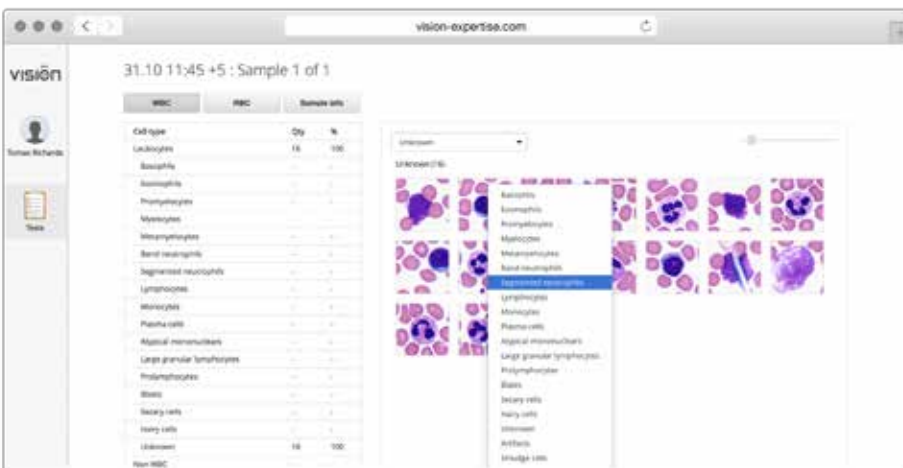 vision-expertise.com
VISIÔN
31.10 11:45 +5 : Sample 1 of 1
WBC RBC Sample info
Tomas Richards
Tests
Cell type Qty %
Leukocytes 16 100
Basophils - -
Eosinophils - -
Promyelocytes - -
Myelocytes - -
Metamyelocytes - -
Band neutrophils - -
Segmented neutrophils - -
Lymphocytes - -
Monocytes - -
Plasma cells - -
Atypical mononuclears - -
Large granular lymphocytes - -
Prolymphocytes - -
Blasts - -
Sezary cells - -
Hairy cells - -
Unknown 16 100
Non-WBC
Unknown
Unknown (16)
Basophils
Eosinophils
Promyelocytes
Myelocytes
Metamyelocytes
Band neutrophils
Segmented neutrophils
Lymphocytes
Monocytes
Plasma cells
Atypical mononuclears
Large granular lymphocytes
Prolymphocytes
Blasts
Sezary cells
Hairy cells
Unknown
Artifacts
Smudge cells